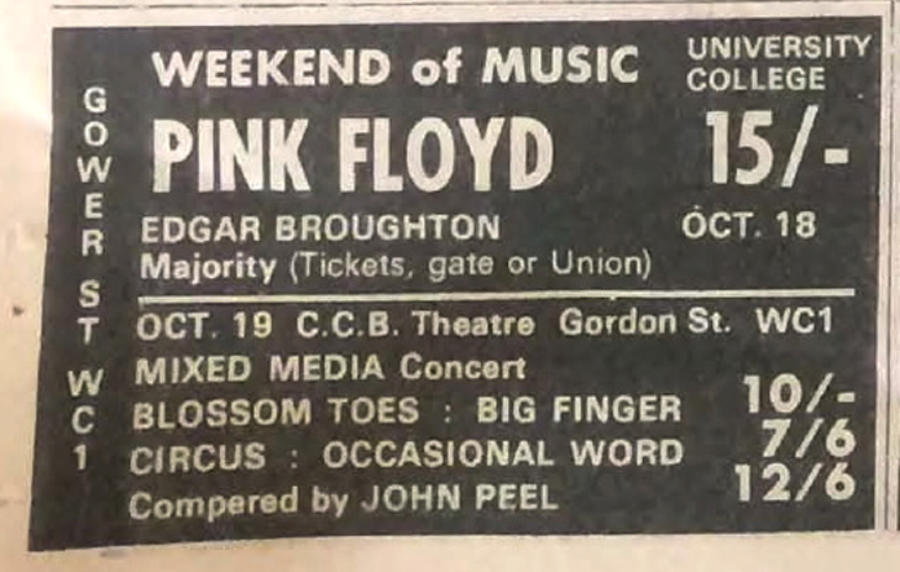 WEEKEND of MUSIC
UNIVERSITY
COLLEGE
GOWER ST WC1
PINK FLOYD 15/-
EDGAR BROUGHTON OCT. 18
Majority (Tickets, gate or Union)
OCT. 19 C.C.B. Theatre Gordon St. WC1
MIXED MEDIA Concert
BLOSSOM TOES : BIG FINGER 10/-
CIRCUS : OCCASIONAL WORD 7/6
Compered by JOHN PEEL 12/6